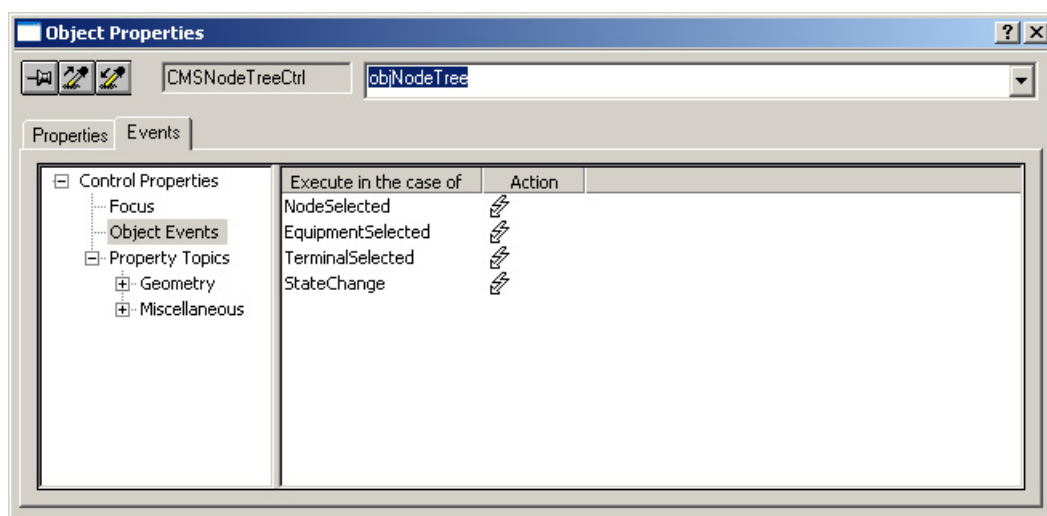 Object Properties
CMSNodeTreeCtrl objNodeTree
Properties Events
Control Properties Execute in the case of Action
Focus NodeSelected
Object Events EquipmentSelected
Property Topics TerminalSelected
Geometry StateChange
Miscellaneous